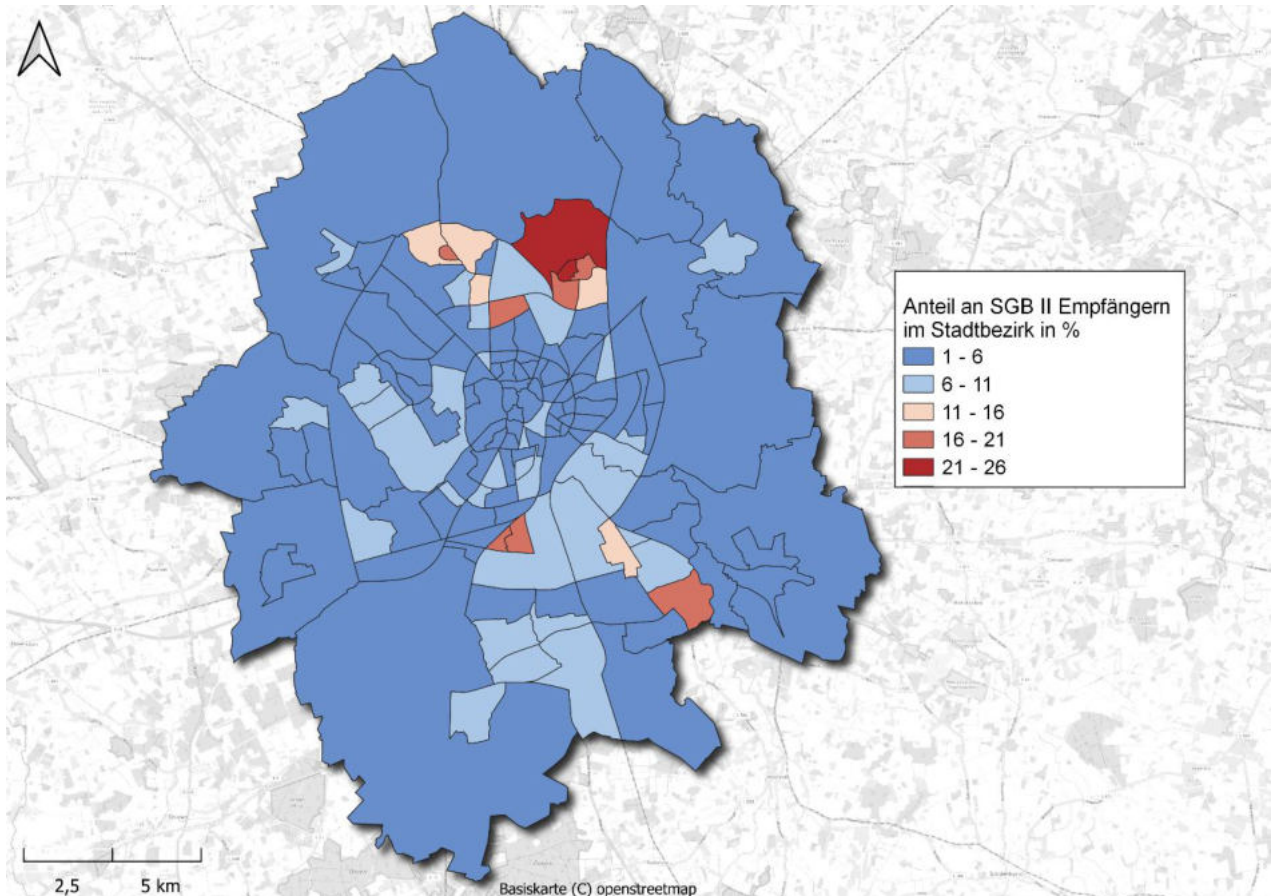 Anteil an SGB II Empfängern
im Stadtbezirk in %
1 - 6
6 - 11
11 - 16
16 - 21
21 - 26
2,5 5 km
Basiskarte (C) openstreetmap